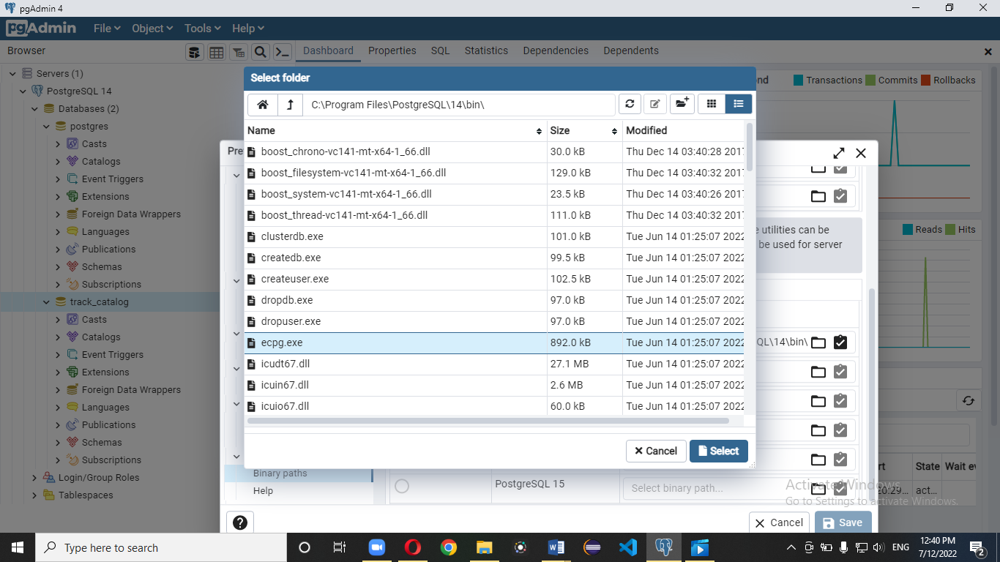 pgAdmin 4
pgAdmin File Object Tools Help
Browser
Dashboard Properties SQL Statistics Dependencies Dependents
Servers (1)
PostgreSQL 14
Databases (2)
postgres
Casts
Catalogs
Event Triggers
Extensions
Foreign Data Wrappers
Languages
Publications
Schemas
Subscriptions
track_catalog
Casts
Catalogs
Event Triggers
Extensions
Foreign Data Wrappers
Languages
Publications
Schemas
Subscriptions
Login/Group Roles
Tablespaces
Select folder
C:\Program Files\PostgreSQL\14\bin\
Name Size Modified
boost_chrono-vc141-mt-x64-1_66.dll 30.0 kB Thu Dec 14 03:40:28 2017
boost_filesystem-vc141-mt-x64-1_66.dll 129.0 kB Thu Dec 14 03:40:32 2017
boost_system-vc141-mt-x64-1_66.dll 23.5 kB Thu Dec 14 03:40:26 2017
boost_thread-vc141-mt-x64-1_66.dll 111.0 kB Thu Dec 14 03:40:32 2017
clusterdb.exe 101.0 kB Tue Jun 14 01:25:07 2022
createdb.exe 99.5 kB Tue Jun 14 01:25:07 2022
createuser.exe 102.5 kB Tue Jun 14 01:25:07 2022
dropdb.exe 97.0 kB Tue Jun 14 01:25:07 2022
dropuser.exe 97.0 kB Tue Jun 14 01:25:07 2022
ecpg.exe 892.0 kB Tue Jun 14 01:25:07 2022
icudt67.dll 27.1 MB Tue Jun 14 01:25:07 2022
icuin67.dll 2.6 MB Tue Jun 14 01:25:07 2022
icuio67.dll 60.0 kB Tue Jun 14 01:25:07 2022
Cancel Select
Pre
nd Transactions Commits Rollbacks
Reads Hits
e utilities can be
be used for server
QL\14\bin\
Binary paths
Help
PostgreSQL 15 Select binary path...
rt State Wait ev
20:29... act...
Activate Windows
Go to Settings to activate Windows.
? Cancel Save
Type here to search
ENG 12:40 PM
7/12/2022
2